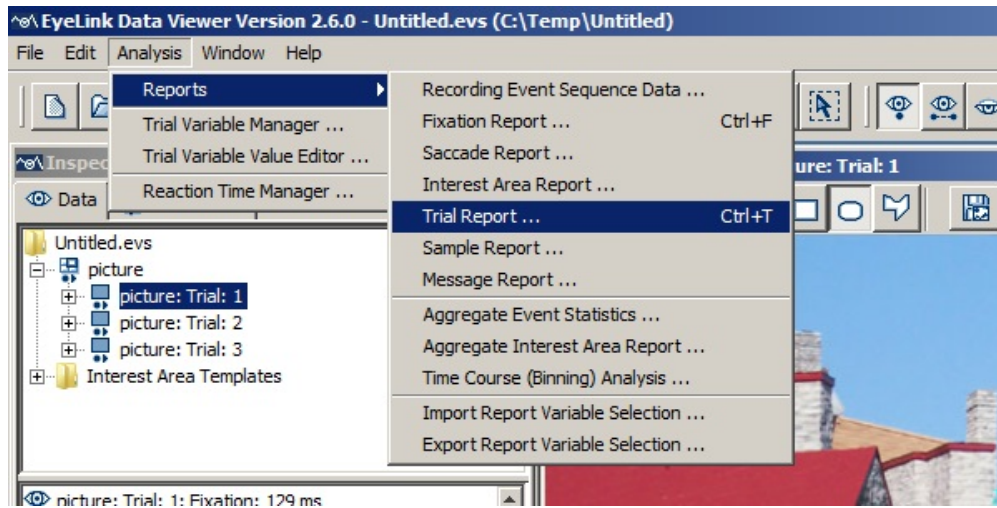 EyeLink Data Viewer Version 2.6.0 - Untitled.evs (C:\Temp\Untitled)
File Edit Analysis Window Help
Reports
Trial Variable Manager ...
Trial Variable Value Editor ...
Reaction Time Manager ...
Recording Event Sequence Data ...
Fixation Report ... Ctrl+F
Saccade Report ...
Interest Area Report ...
Trial Report ... Ctrl+T
Sample Report ...
Message Report ...
Aggregate Event Statistics ...
Aggregate Interest Area Report ...
Time Course (Binning) Analysis ...
Import Report Variable Selection ...
Export Report Variable Selection ...
Inspec
ure: Trial: 1
Data
Untitled.evs
picture
picture: Trial: 1
picture: Trial: 2
picture: Trial: 3
Interest Area Templates
picture: Trial: 1: Fixation: 129 ms